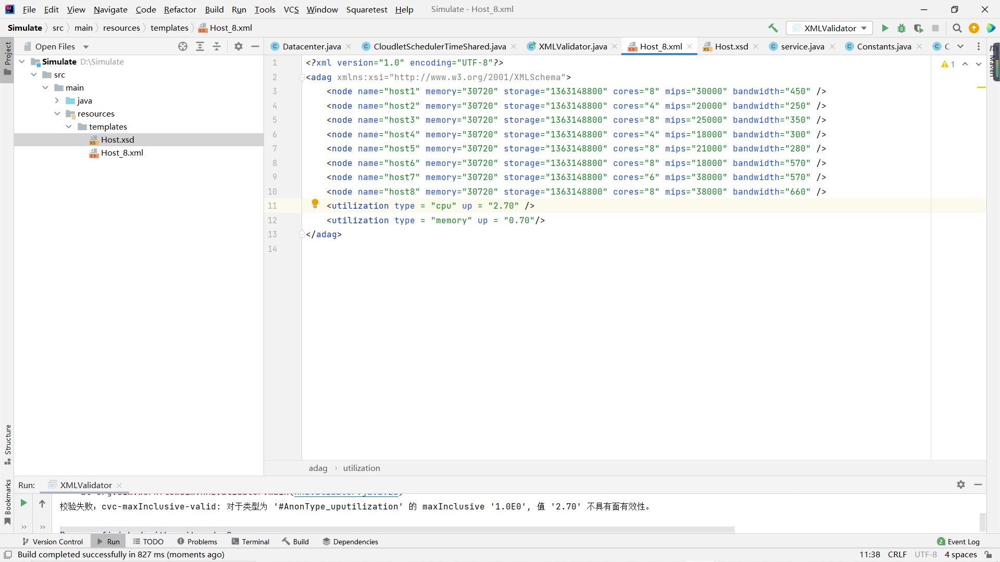 File Edit View Navigate Code Refactor Build Run Tools VCS Window Squaretest Help Simulate - Host_8.xml
Simulate src main resources templates Host_8.xml XMLValidator
Open Files Datacenter.java CloudletSchedulerTimeShared.java XMLValidator.java Host_8.xml Host.xsd service.java Constants.java C
Project
Maven
Simulate D:\Simulate
src
main
java
resources
templates
Host.xsd
Host_8.xml
1 <?xml version="1.0" encoding="UTF-8"?>
2 <adag xmlns:xsi="http://www.w3.org/2001/XMLSchema">
3 <node name="host1" memory="30720" storage="1363148800" cores="8" mips="30000" bandwidth="450" />
4 <node name="host2" memory="30720" storage="1363148800" cores="4" mips="20000" bandwidth="250" />
5 <node name="host3" memory="30720" storage="1363148800" cores="8" mips="25000" bandwidth="350" />
6 <node name="host4" memory="30720" storage="1363148800" cores="4" mips="18000" bandwidth="300" />
7 <node name="host5" memory="30720" storage="1363148800" cores="8" mips="21000" bandwidth="280" />
8 <node name="host6" memory="30720" storage="1363148800" cores="8" mips="18000" bandwidth="570" />
9 <node name="host7" memory="30720" storage="1363148800" cores="6" mips="38000" bandwidth="570" />
10 <node name="host8" memory="30720" storage="1363148800" cores="8" mips="38000" bandwidth="660" />
11 <utilization type = "cpu" up = "2.70" />
12 <utilization type = "memory" up = "0.70"/>
13 </adag>
14
1
Structure
Bookmarks
adag › utilization
Run: XMLValidator
校验失败：cvc-maxInclusive-valid: 对于类型为 '#AnonType_uputilization' 的 maxInclusive '1.0E0', 值 '2.70' 不具有面有效性。
Version Control Run TODO Problems Terminal Build Dependencies 2 Event Log
Build completed successfully in 827 ms (moments ago) 11:38 CRLF UTF-8 4 spaces